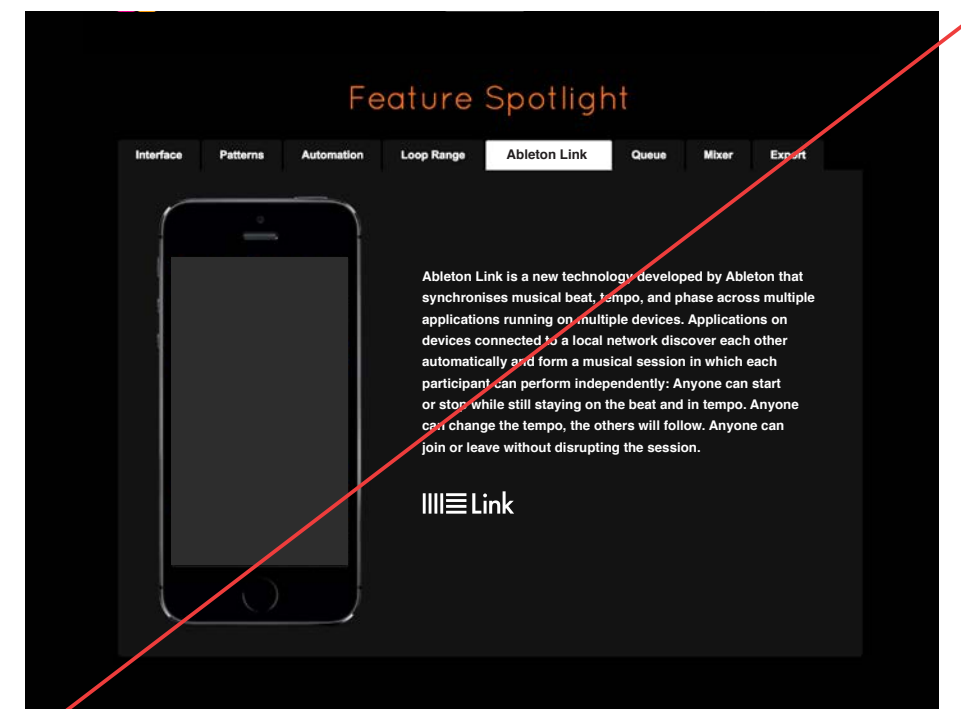 Feature Spotlight
Interface Patterns Automation Loop Range Ableton Link Queue Mixer Export
Ableton Link is a new technology developed by Ableton that
synchronises musical beat, tempo, and phase across multiple
applications running on multiple devices. Applications on
devices connected to a local network discover each other
automatically and form a musical session in which each
participant can perform independently: Anyone can start
or stop while still staying on the beat and in tempo. Anyone
can change the tempo, the others will follow. Anyone can
join or leave without disrupting the session.
Link